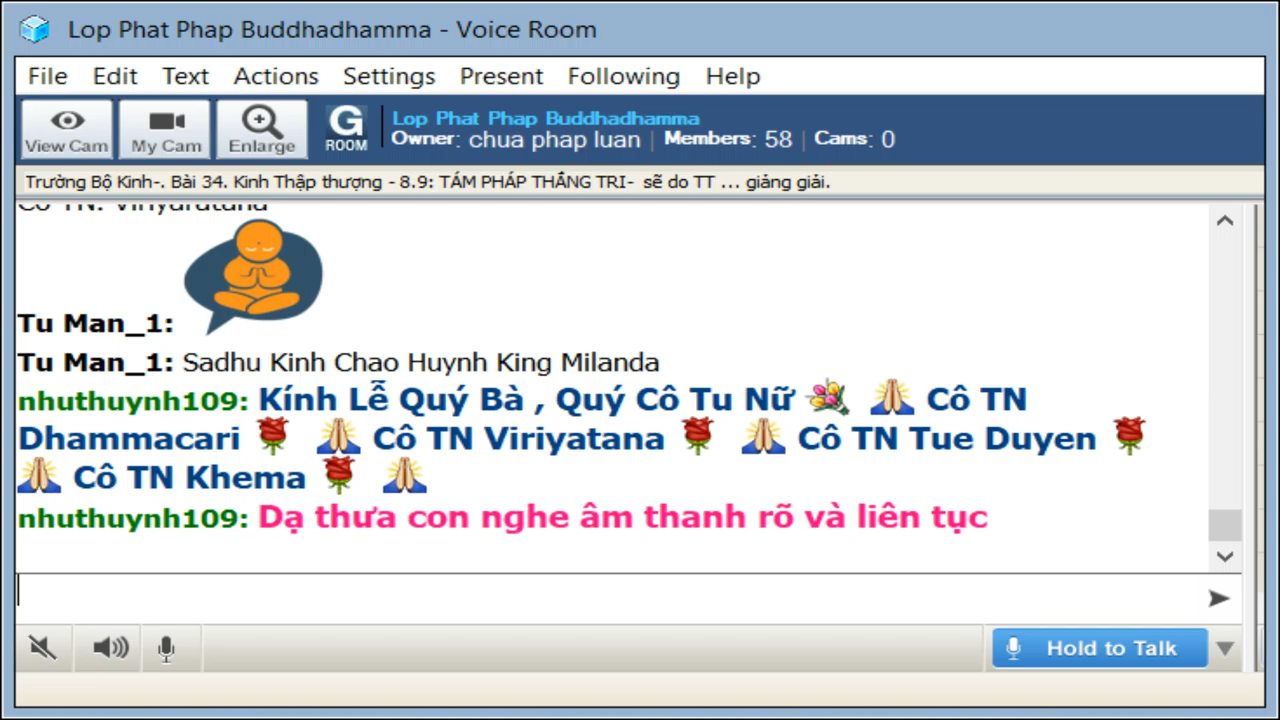 Lop Phat Phap Buddhadhamma - Voice Room
File Edit Text Actions Settings Present Following Help
View Cam My Cam Enlarge G ROOM
Lop Phat Phap Buddhadhamma
Owner: chua phap luan | Members: 58 | Cams: 0
Trường Bộ Kinh-. Bài 34. Kinh Thập thượng - 8.9: TÁM PHÁP THẮNG TRI- sẽ do TT ... giảng giải.
Cô TN: Viriyaratana
Tu Man_1:
Tu Man_1: Sadhu Kinh Chao Huynh King Milanda
nhuthuynh109: Kính Lễ Quý Bà , Quý Cô Tu Nữ Cô TN
Dhammacari Cô TN Viriyatana Cô TN Tue Duyen
Cô TN Khema
nhuthuynh109: Dạ thưa con nghe âm thanh rõ và liên tục
Hold to Talk